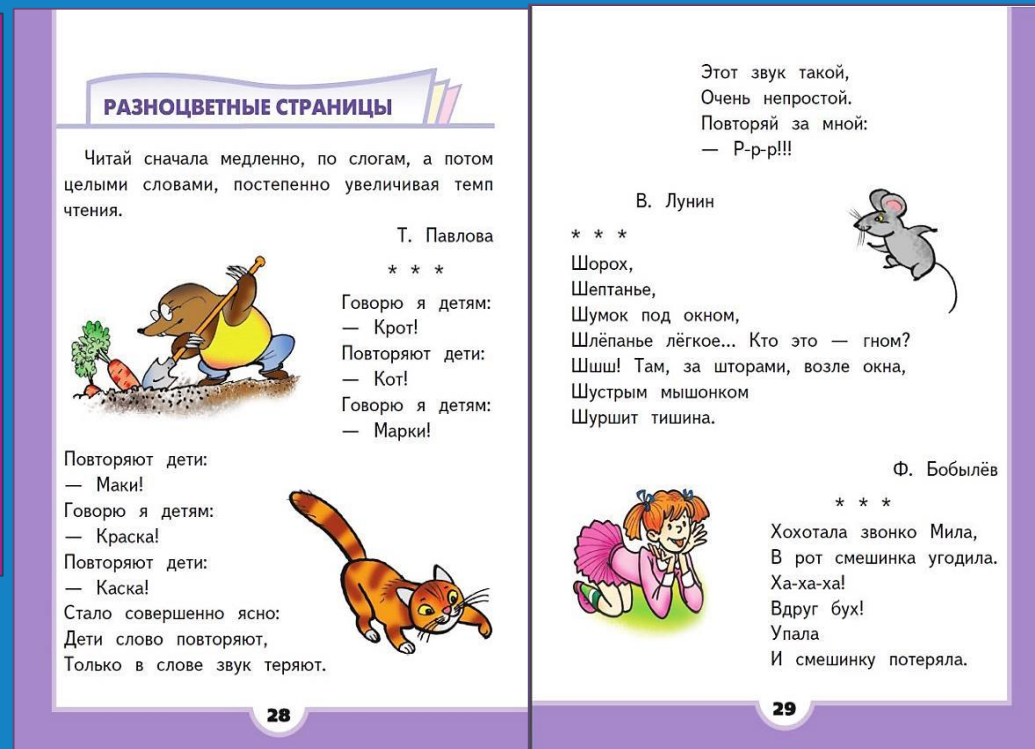 РАЗНОЦВЕТНЫЕ СТРАНИЦЫ
Читай сначала медленно, по слогам, а потом
целыми словами, постепенно увеличивая темп
чтения.
Т. Павлова
* * *
Говорю я детям:
— Крот!
Повторяют дети:
— Кот!
Говорю я детям:
— Марки!
Повторяют дети:
— Маки!
Говорю я детям:
— Краска!
Повторяют дети:
— Каска!
Стало совершенно ясно:
Дети слово повторяют,
Только в слове звук теряют.
28
Этот звук такой,
Очень непростой.
Повторяй за мной:
— Р-р-р!!!
В. Лунин
* * *
Шорох,
Шептанье,
Шумок под окном,
Шлёпанье лёгкое... Кто это — гном?
Шшш! Там, за шторами, возле окна,
Шустрым мышонком
Шуршит тишина.
Ф. Бобылёв
* * *
Хохотала звонко Мила,
В рот смешинка угодила.
Ха-ха-ха!
Вдруг бух!
Упала
И смешинку потеряла.
29